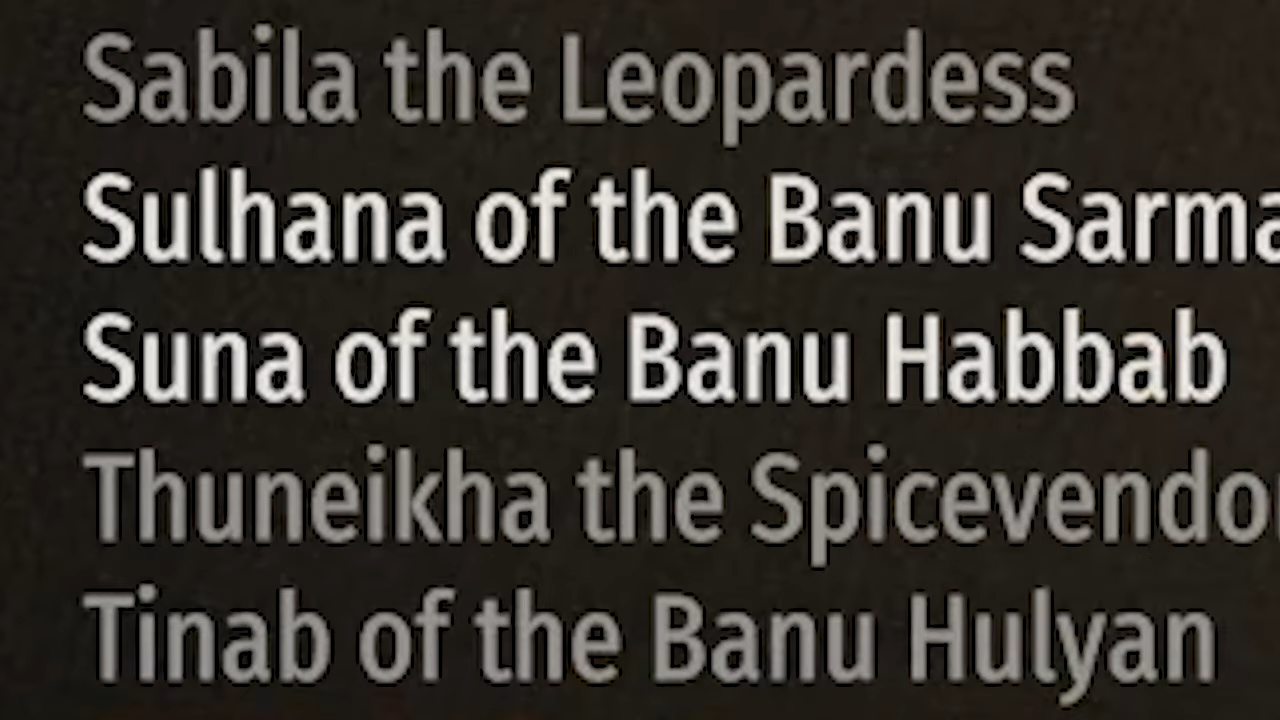 Sabila the Leopardess
Sulhana of the Banu Sarma
Suna of the Banu Habbab
Thuneikha the
Tinab of the Banu Hulyan